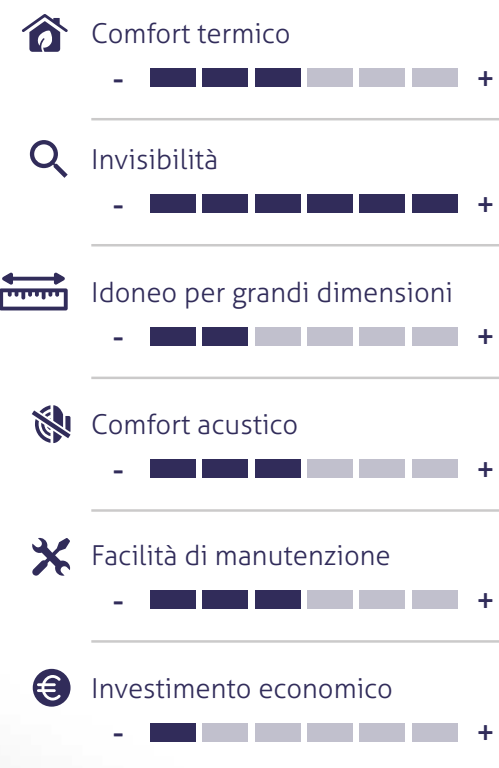 Comfort termico
- +
Invisibilità
- +
Idoneo per grandi dimensioni
- +
Comfort acustico
- +
Facilità di manutenzione
- +
€ Investimento economico
- +